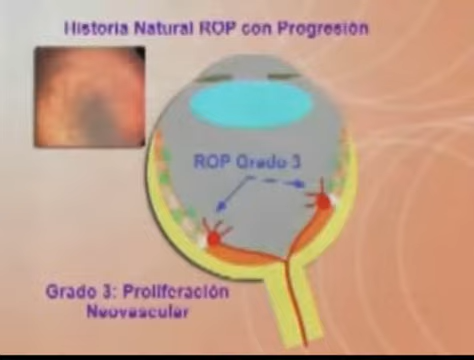 Historia Natural ROP con Progresión
ROP Grado 3
Grado 3: Proliferación
Neovascular